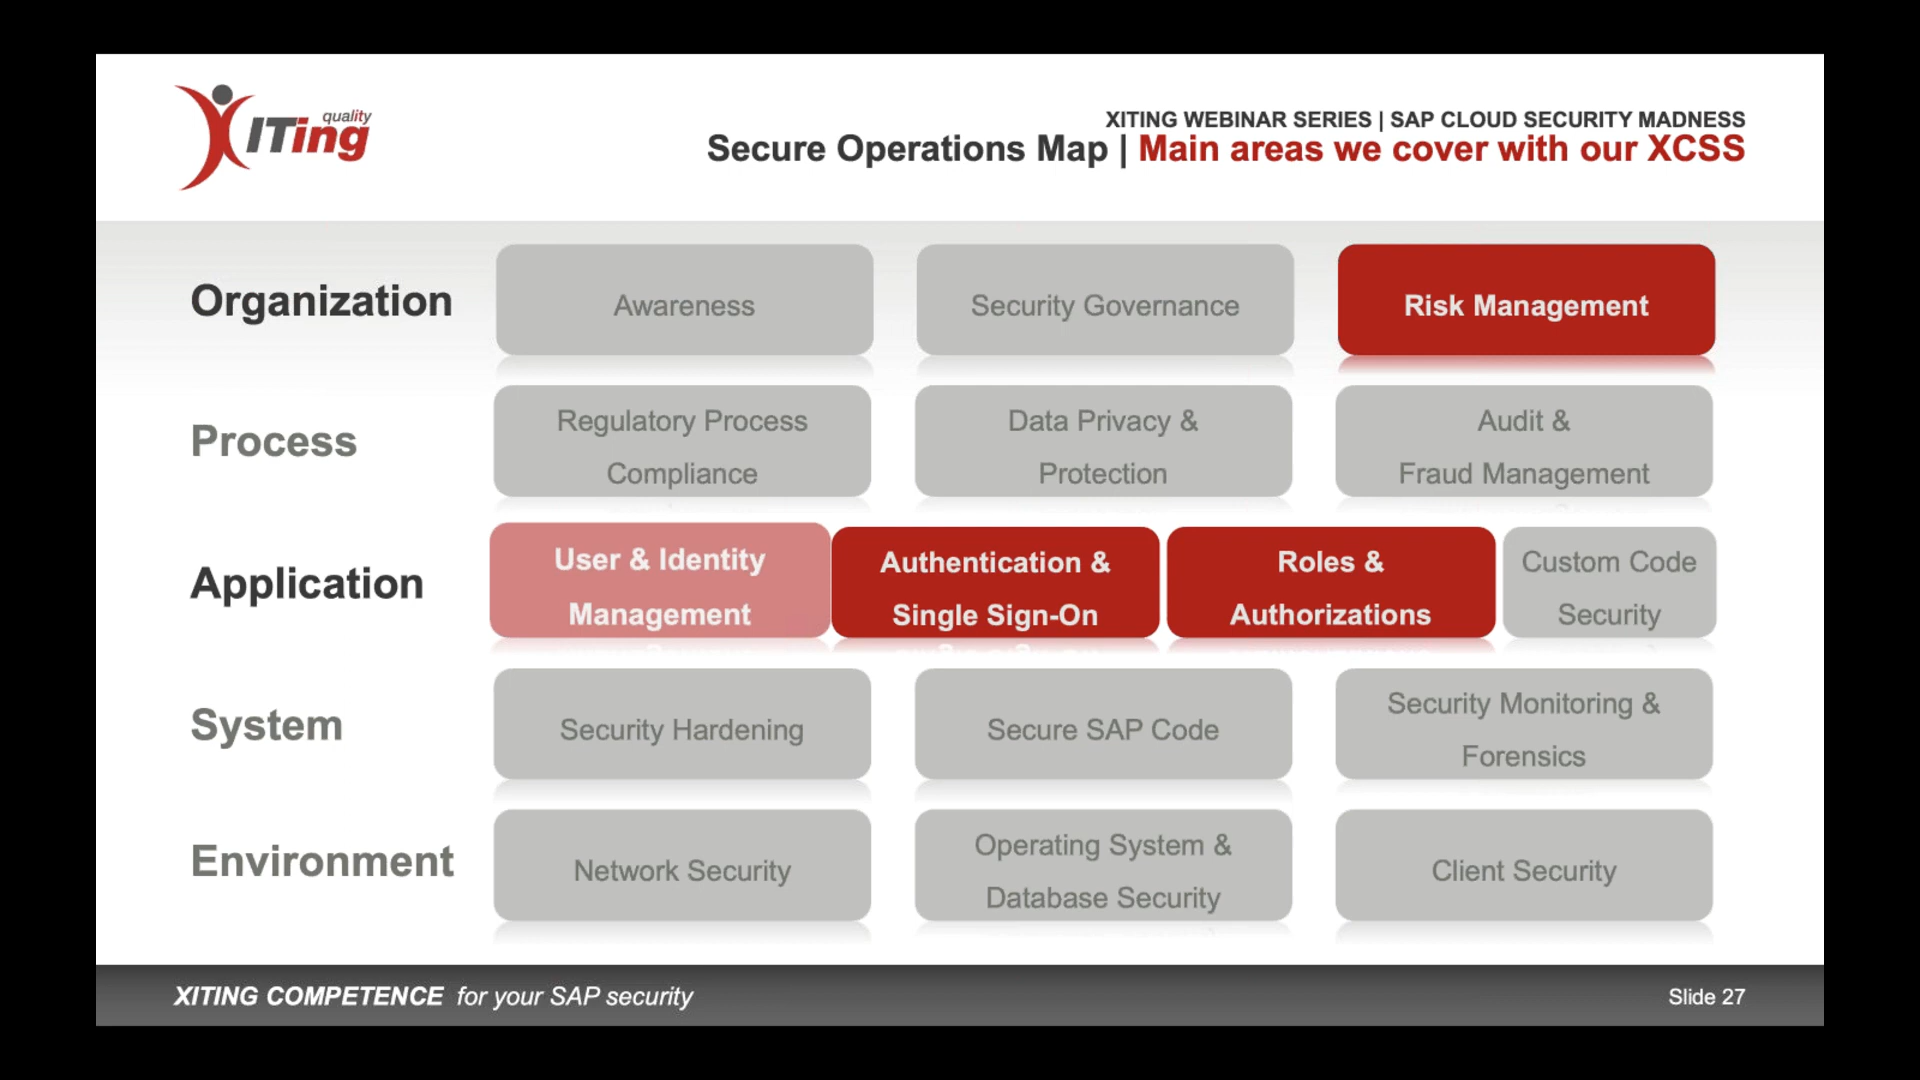 quality
XITing
XITING WEBINAR SERIES | SAP CLOUD SECURITY MADNESS
Secure Operations Map | Main areas we cover with our XCSS
Organization
Awareness
Security Governance
Risk Management
Process
Regulatory Process
Compliance
Data Privacy &
Protection
Audit &
Fraud Management
Application
User & Identity
Management
Authentication &
Single Sign-On
Roles &
Authorizations
Custom Code
Security
System
Security Hardening
Secure SAP Code
Security Monitoring &
Forensics
Environment
Network Security
Operating System &
Database Security
Client Security
XITING COMPETENCE for your SAP security
Slide 27